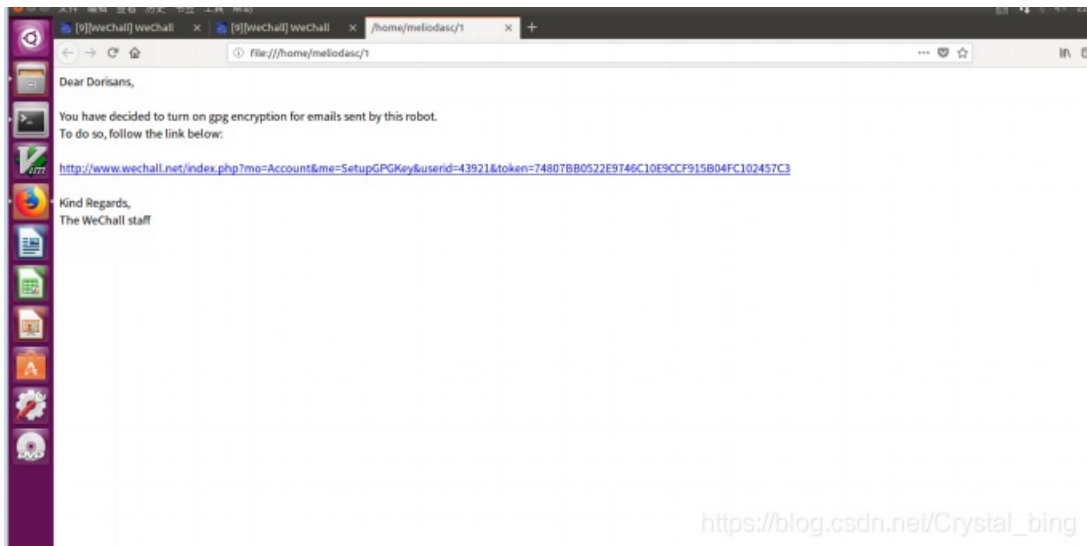 [9][WeChall] WeChall
[9][WeChall] WeChall
/home/meliodasc/1
file:///home/meliodasc/1
Dear Dorisans,
You have decided to turn on gpg encryption for emails sent by this robot.
To do so, follow the link below:
http://www.wechall.net/index.php?mo=Account&me=SetupGPGKey&userid=43921&token=74807BB0522E9746C10E9CCF915B04FC102457C3
Kind Regards,
The WeChall staff
Vim
DVD
https://blog.csdn.net/Crystal_bing